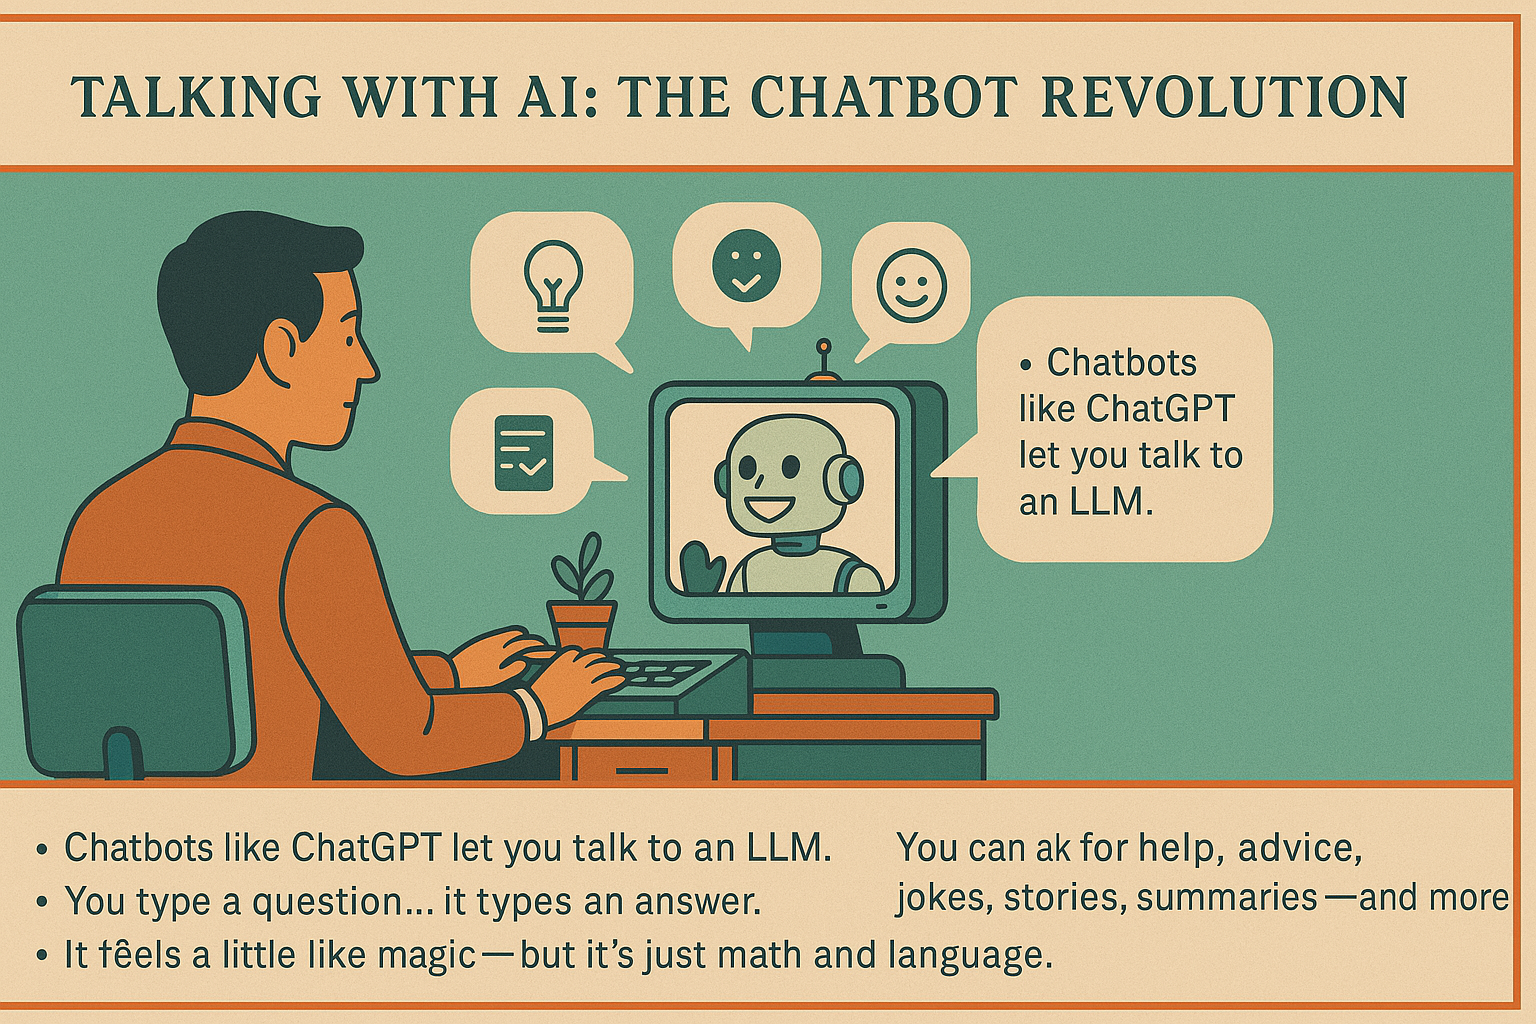 TALKING WITH AI: THE CHATBOT REVOLUTION
• Chatbots
like ChatGPT
let you talk to
an LLM.
• Chatbots like ChatGPT let you talk to an LLM.
• You type a question... it types an answer.
• It fêels a little like magic—but it's just math and language.
You can ak for help, advice,
jokes, stories, summaries—and more